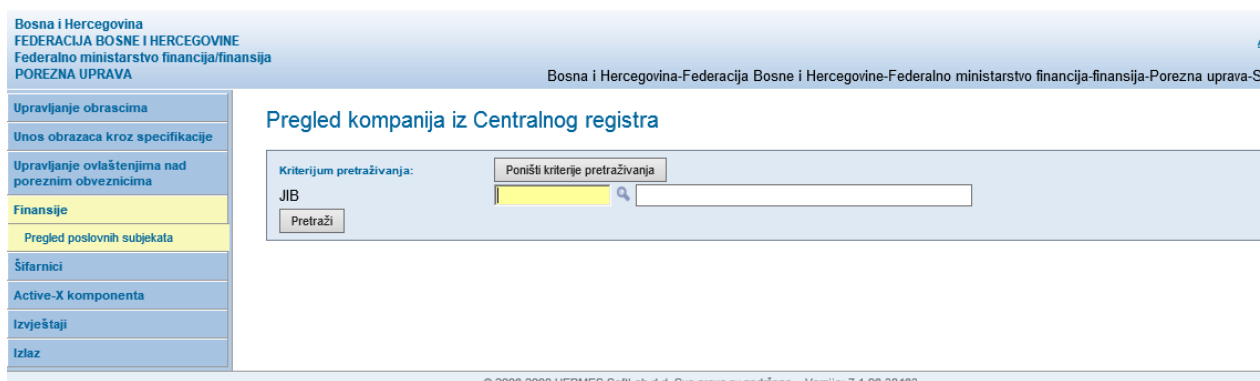 Bosna i Hercegovina
FEDERACIJA BOSNE I HERCEGOVINE
Federalno ministarstvo financija/finansija
POREZNA UPRAVA
Bosna i Hercegovina-Federacija Bosne i Hercegovine-Federalno ministarstvo financija-finansija-Porezna uprava-S
Upravljanje obrascima
Unos obrazaca kroz specifikacije
Upravljanje ovlaštenjima nad
poreznim obveznicima
Finansije
Pregled poslovnih subjekata
Šifarnici
Active-X komponenta
Izvještaji
Izlaz
Pregled kompanija iz Centralnog registra
Kriterijum pretraživanja:
Poništi kriterije pretraživanja
JIB
Pretraži